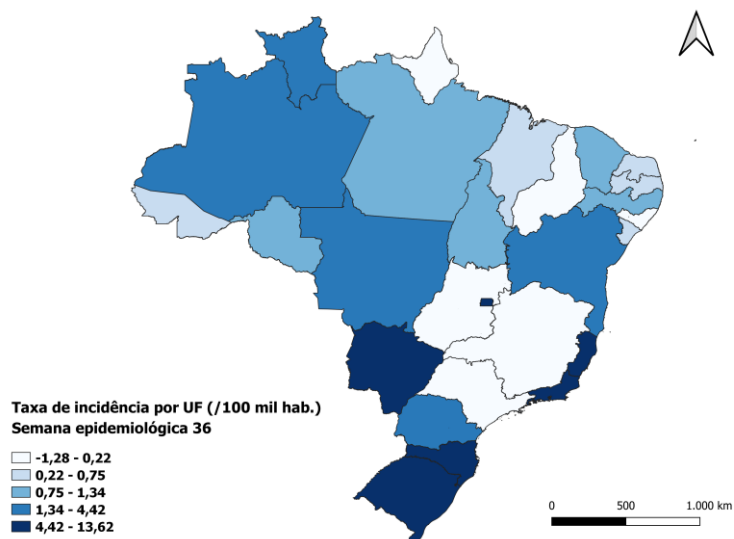 Taxa de incidência por UF (/100 mil hab.)
Semana epidemiológica 36
-1,28 - 0,22
0,22 - 0,75
0,75 - 1,34
1,34 - 4,42
4,42 - 13,62
0 500 1.000 km